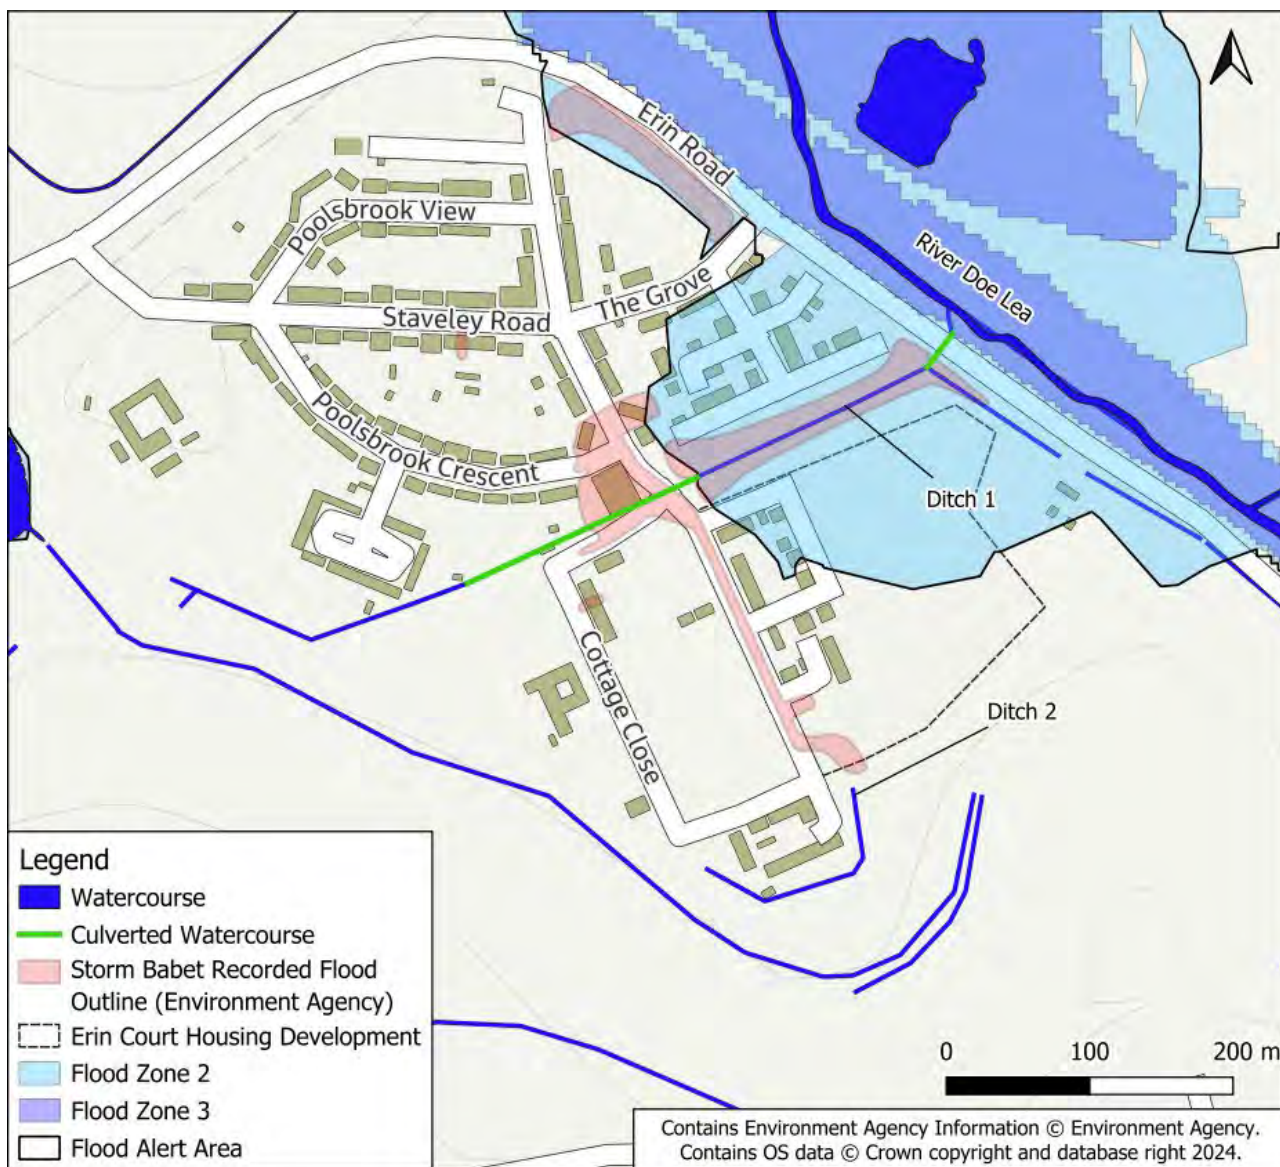 Erin Road
Poolsbrook View
River Doe Lea
The Grove
Staveley Road
Poolsbrook Crescent
Ditch 1
Cottage Close
Ditch 2
Legend
Watercourse
Culverted Watercourse
Storm Babet Recorded Flood
Outline (Environment Agency)
Erin Court Housing Development
Flood Zone 2
Flood Zone 3
Flood Alert Area
0 100 200 m
Contains Environment Agency Information © Environment Agency.
Contains OS data © Crown copyright and database right 2024.